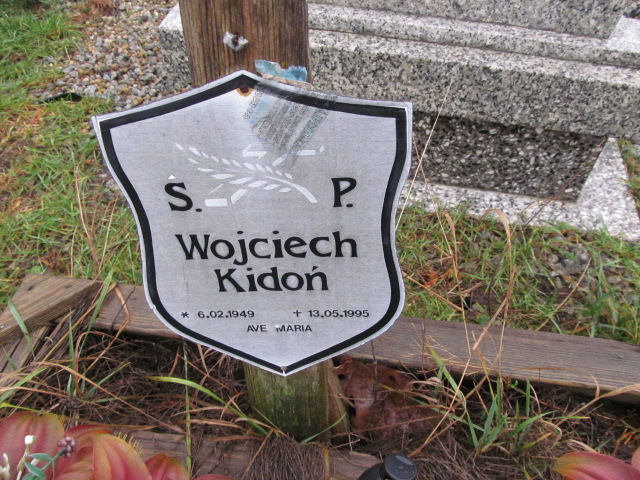 S. P.
Wojciech
Kidoń
* 6.02.1949 + 13.05.1995
AVE MARIA